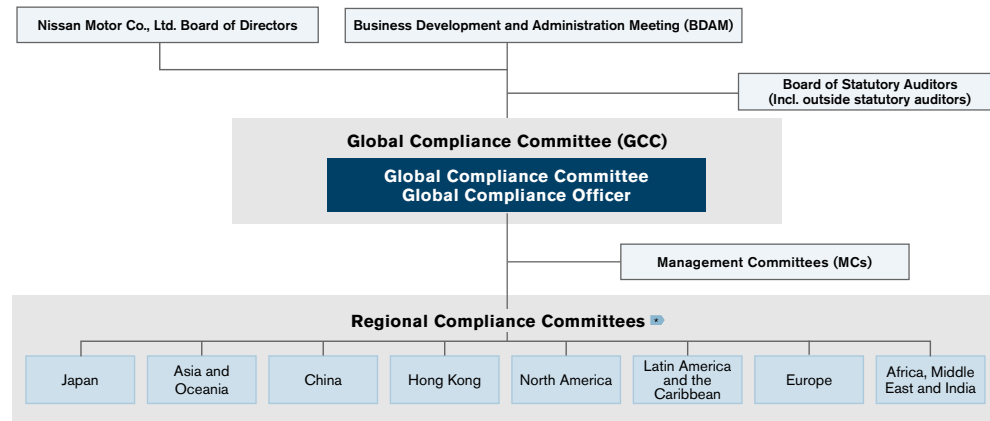 Nissan Motor Co., Ltd. Board of Directors
Business Development and Administration Meeting (BDAM)
Board of Statutory Auditors
(Incl. outside statutory auditors)
Global Compliance Committee (GCC)
Global Compliance Committee
Global Compliance Officer
Management Committees (MCs)
Regional Compliance Committees
Japan
Asia and
Oceania
China
Hong Kong
North America
Latin America
and the
Caribbean
Europe
Africa, Middle
East and India